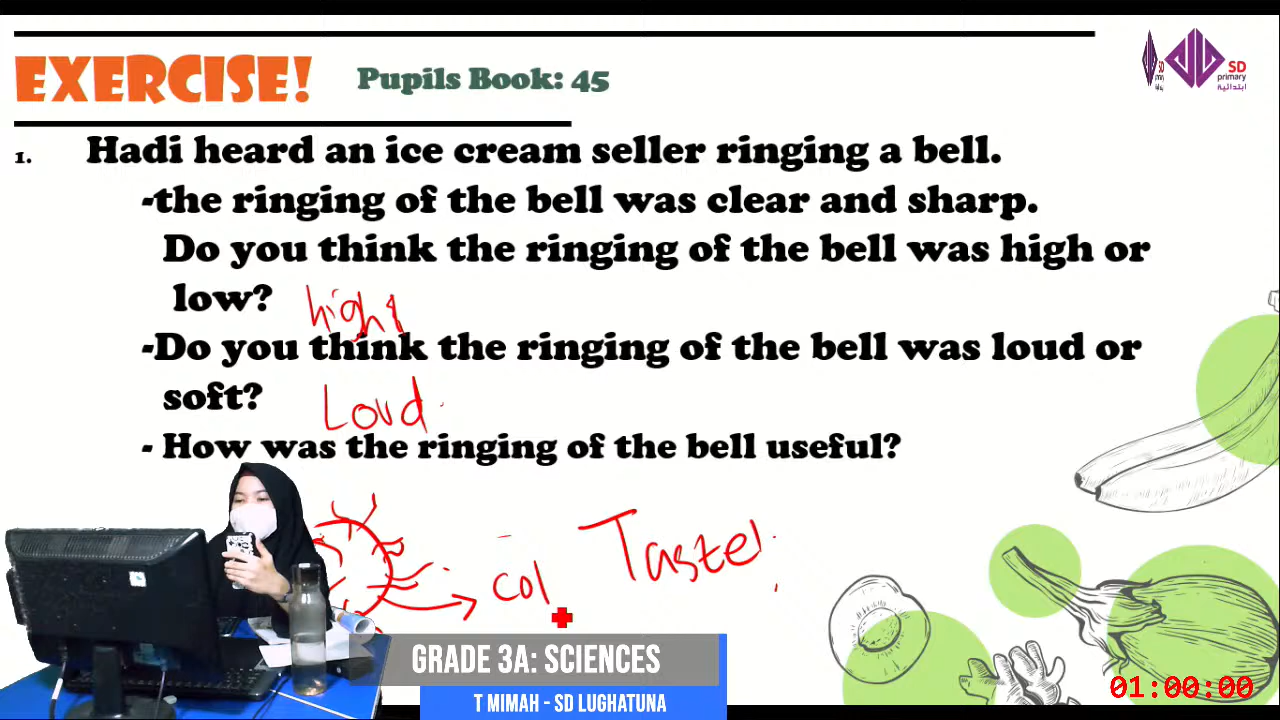 EXERCISE!
Pupils Book: 45
SD
primary
ابتدائية
1. Hadi heard an ice cream seller ringing a bell.
-the ringing of the bell was clear and sharp.
Do you think the ringing of the bell was high or
low? high
-Do you think the ringing of the bell was loud or
soft? Loud
- How was the ringing of the bell useful?
Taste
col
GRADE 3A: SCIENCES
T MIMAH - SD LUGHATUNA
01:00:00